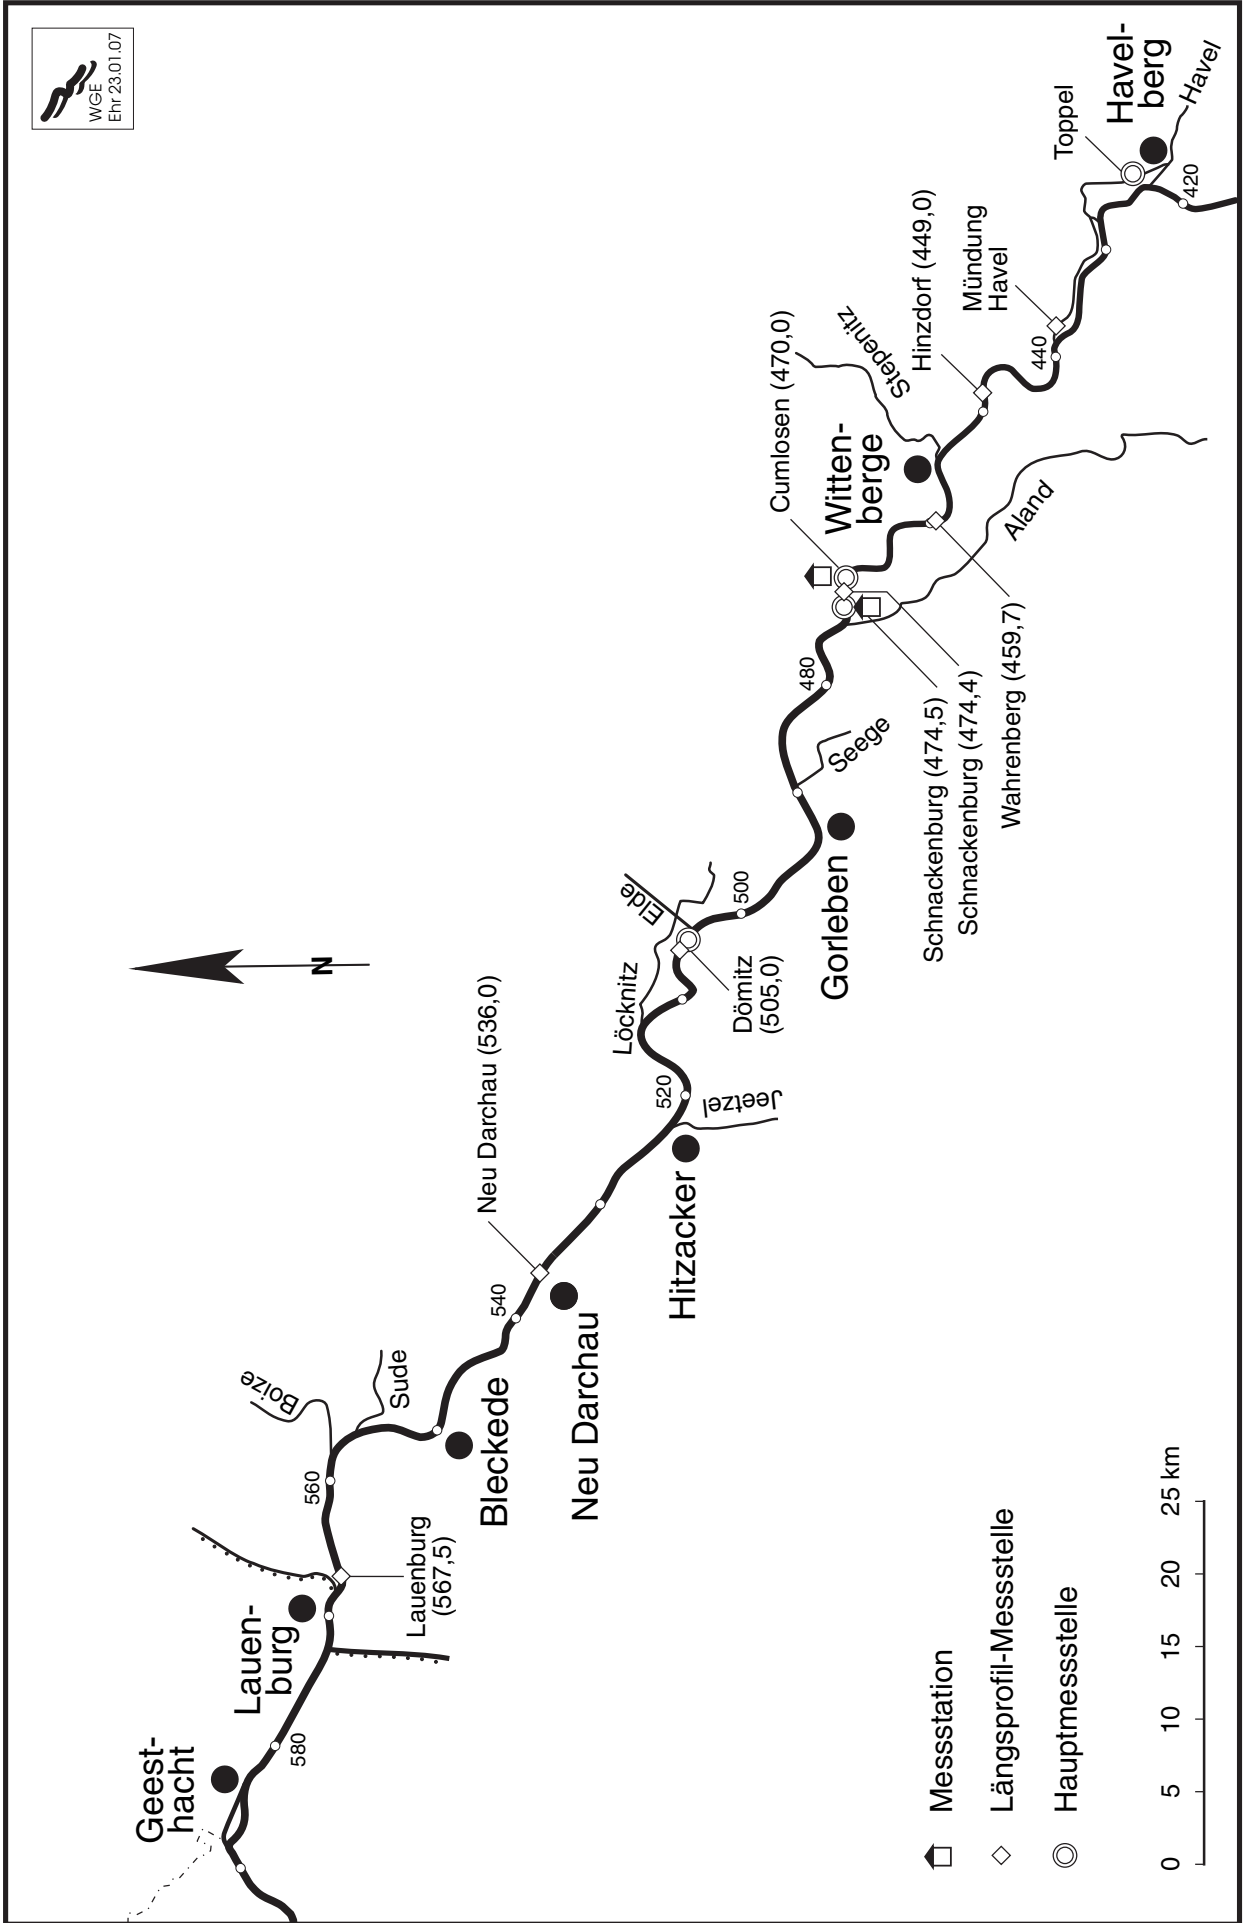 WGE
Ehr 23.01.07
Havel-
berg
Havel
Toppel
420
Mündung
Havel
440
Hinzdorf (449,0)
Stepenitz
Cumlosen (470,0)
Witten-
berge
Aland
Wahrenberg (459,7)
Schnackenburg (474,4)
Schnackenburg (474,5)
480
Seege
Gorleben
500
Elde
Dömitz
(505,0)
Löcknitz
N
520
Jeetzel
Hitzacker
Neu Darchau (536,0)
540
Neu Darchau
Bleckede
Sude
Boize
560
Lauenburg
(567,5)
Lauen-
burg
580
Geest-
hacht
Messstation
Längsprofil-Messstelle
Hauptmessstelle
0 5 10 15 20 25 km